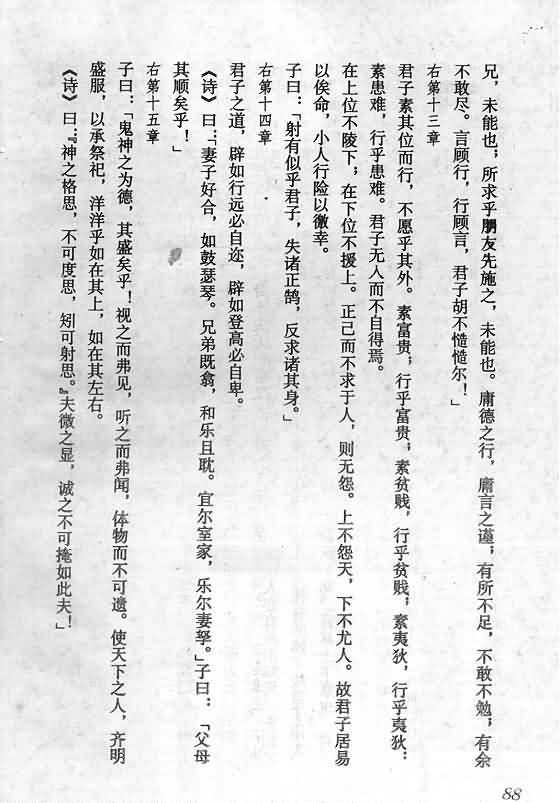 兄，未能也；所求乎朋友先施之，未能也。庸德之行，庸言之谨；有所不足，不敢不勉；有余
不敢尽。言顾行，行顾言，君子胡不慥慥尔！」
右第十三章
君子素其位而行，不愿乎其外。素富贵；行乎富贵；素贫贱，行乎贫贱；素夷狄，行乎夷狄：
素患难，行乎患难。君子无人而不自得焉。
在上位不陵下；在下位不援上。正己而不求于人，则无怨。上不怨天，下不尤人。故君子居易
以俟命，小人行险以徼幸。
子曰：「射有似乎君子，失诸正鹄，反求诸其身。」
右第十四章
君子之道，辟如行远必自迩，辟如登高必自卑。
《诗》曰：「妻子好合，如鼓瑟琴。兄弟既翕，和乐且耽。宜尔室家，乐尔妻孥。」子曰：「父母
其顺矣乎！」
右第十五章
子曰：「鬼神之为德，其盛矣乎！视之而弗见，听之而弗闻，体物而不可遗。使天下之人，齐明
盛服，以承祭祀，洋洋乎如在其上，如在其左右。
《诗》曰：『神之格思，不可度思，矧可射思。』夫微之显，诚之不可掩如此夫！」
88